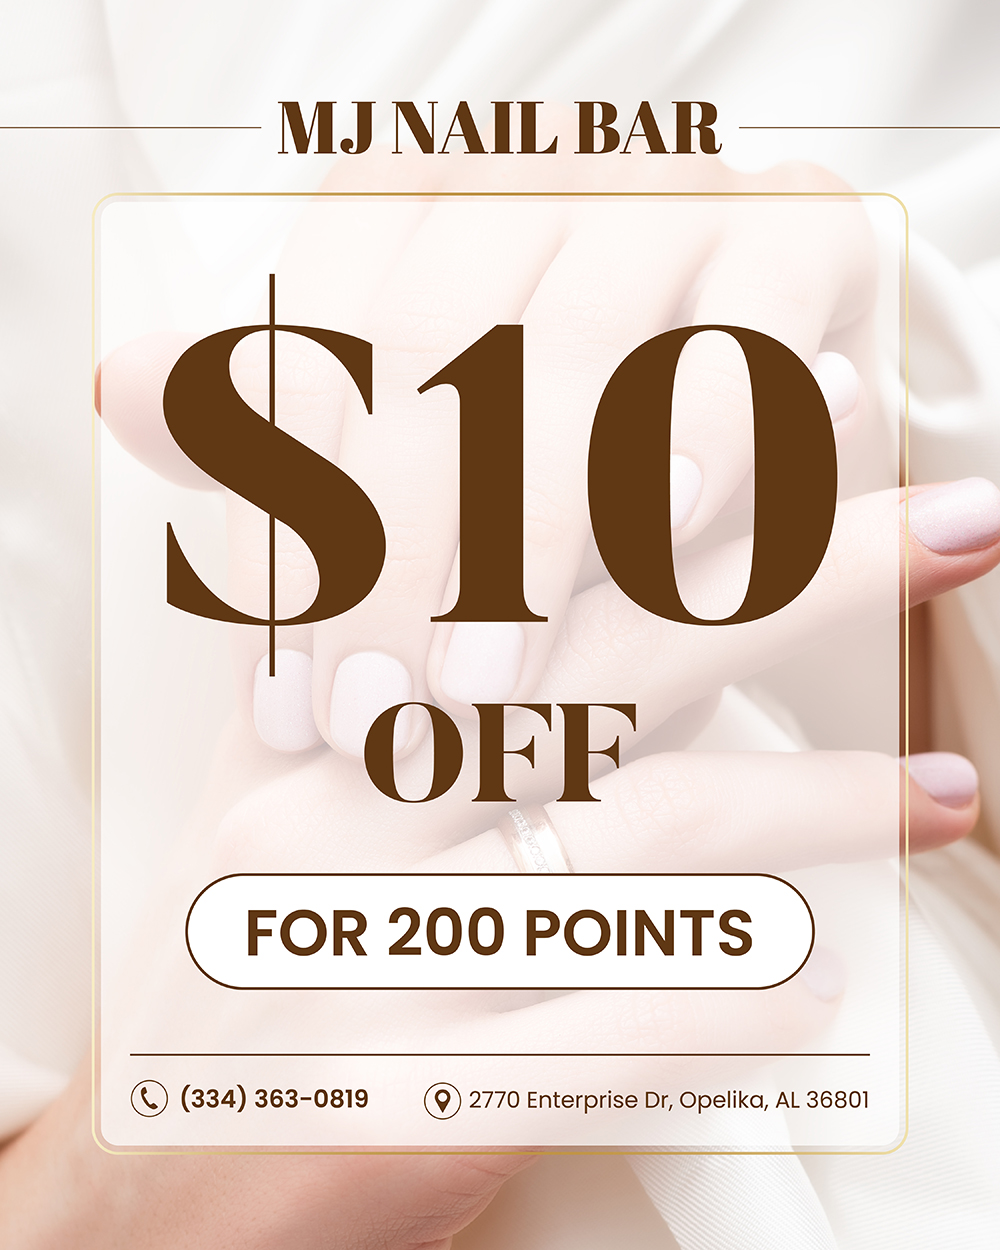 MJ NAIL BAR
$10
OFF
FOR 200 POINTS
(334) 363-0819
2770 Enterprise Dr, Opelika, AL 36801